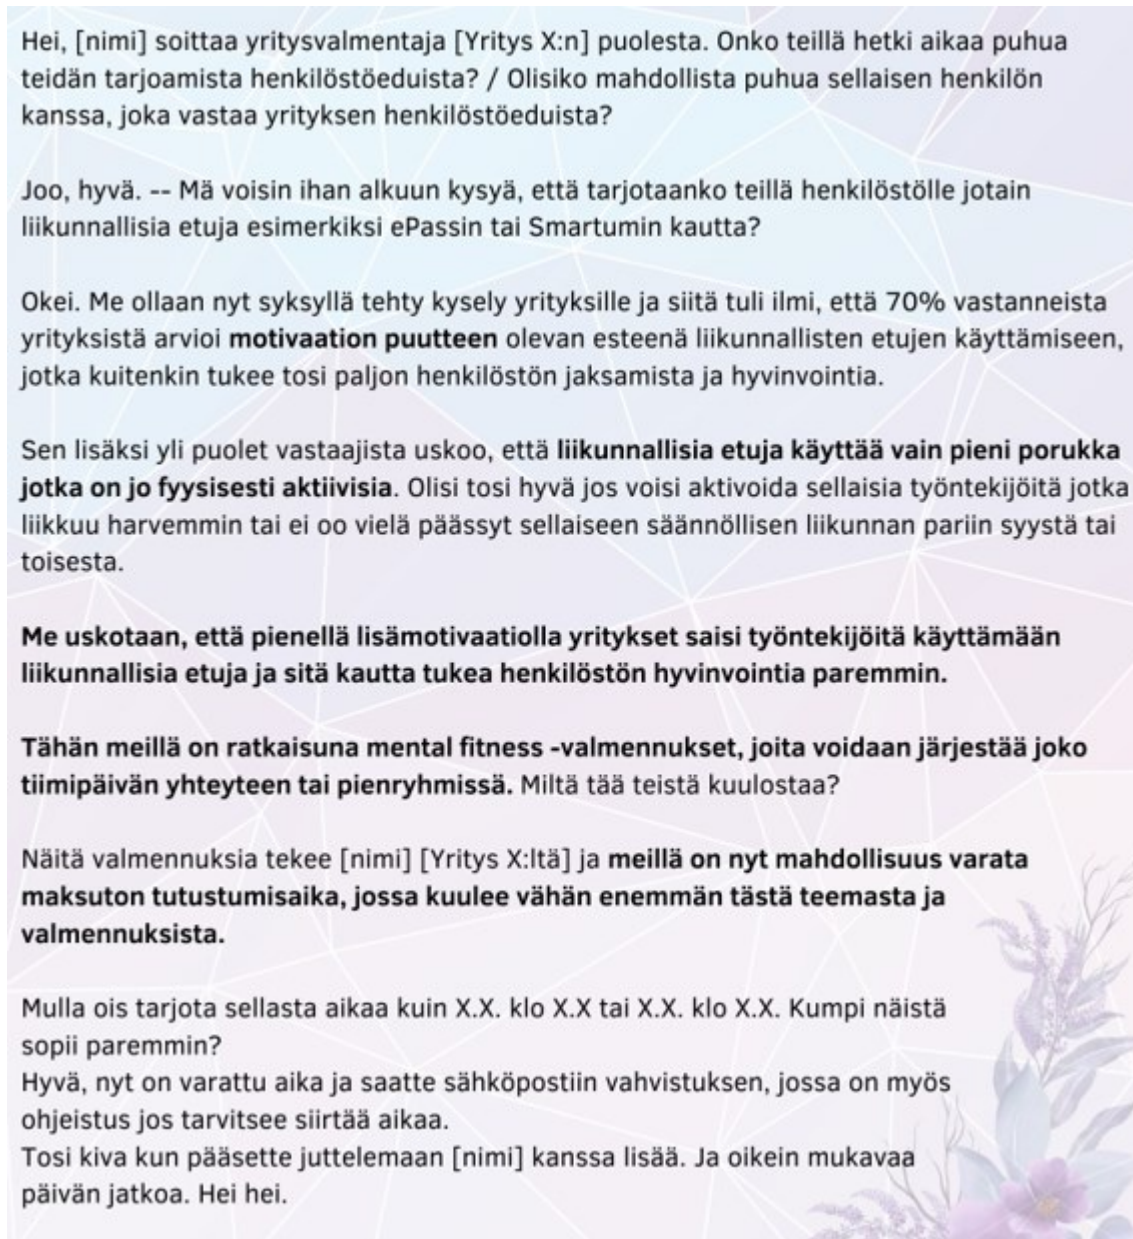 Hei, [nimi] soittaa yritysvalmentaja [Yritys X:n] puolesta. Onko teillä hetki aikaa puhua
teidän tarjoamista henkilöstöeduista? / Olisiko mahdollista puhua sellaisen henkilön
kanssa, joka vastaa yrityksen henkilöstöeduista?
Joo, hyvä. -- Mä voisin ihan alkuun kysyä, että tarjotaanko teillä henkilöstölle jotain
liikunnallisia etuja esimerkiksi ePassin tai Smartumin kautta?
Okei. Me ollaan nyt syksyllä tehty kysely yrityksille ja siitä tuli ilmi, että 70% vastanneista
yrityksistä arvioi motivaation puutteen olevan esteenä liikunnallisten etujen käyttämiseen,
jotka kuitenkin tukee tosi paljon henkilöstön jaksamista ja hyvinvointia.
Sen lisäksi yli puolet vastaajista uskoo, että liikunnallisia etuja käyttää vain pieni porukka
jotka on jo fyysisesti aktiivisia. Olisi tosi hyvä jos voisi aktivoida sellaisia työntekijöitä jotka
liikkuu harvemmin tai ei oo vielä päässyt sellaiseen säännöllisen liikunnan pariin syystä tai
toisesta.
Me uskotaan, että pienellä lisämotivaatiolla yritykset saisi työntekijöitä käyttämään
liikunnallisia etuja ja sitä kautta tukea henkilöstön hyvinvointia paremmin.
Tähän meillä on ratkaisuna mental fitness -valmennukset, joita voidaan järjestää joko
tiimipäivän yhteyteen tai pienryhmissä. Miltä tää teistä kuulostaa?
Näitä valmennuksia tekee [nimi] [Yritys X:ltä] ja meillä on nyt mahdollisuus varata
maksuton tutustumisaika, jossa kuulee vähän enemmän tästä teemasta ja
valmennuksista.
Mulla ois tarjota sellasta aikaa kuin X.X. klo X.X tai X.X. klo X.X. Kumpi näistä
sopii paremmin?
Hyvä, nyt on varattu aika ja saatte sähköpostiin vahvistuksen, jossa on myös
ohjeistus jos tarvitsee siirtää aikaa.
Tosi kiva kun pääsette juttelemaan [nimi] kanssa lisää. Ja oikein mukavaa
päivän jatkoa. Hei hei.